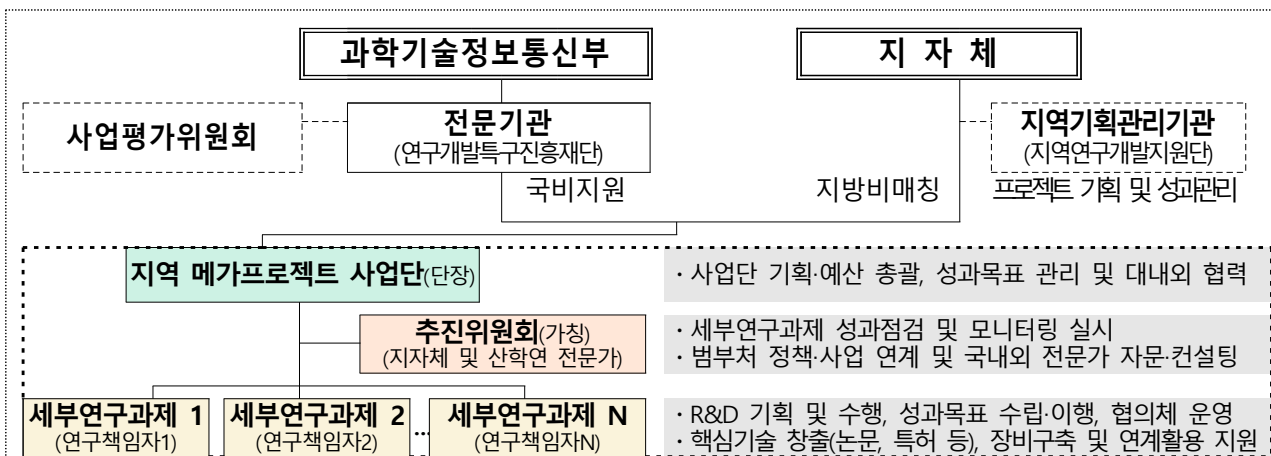 과학기술정보통신부
지 자 체
사업평가위원회
전문기관
(연구개발특구진흥재단)
지역기획관리기관
(지역연구개발지원단)
국비지원
지방비매칭
프로젝트 기획 및 성과관리
지역 메가프로젝트 사업단(단장)
· 사업단 기획·예산 총괄, 성과목표 관리 및 대내외 협력
추진위원회(가칭)
(지자체 및 산학연 전문가)
· 세부연구과제 성과점검 및 모니터링 실시
· 범부처 정책·사업 연계 및 국내외 전문가 자문·컨설팅
세부연구과제 1
(연구책임자1)
세부연구과제 2
(연구책임자2)
...
세부연구과제 N
(연구책임자N)
· R&D 기획 및 수행, 성과목표 수립·이행, 협의체 운영
· 핵심기술 창출(논문, 특허 등), 장비구축 및 연계활용 지원